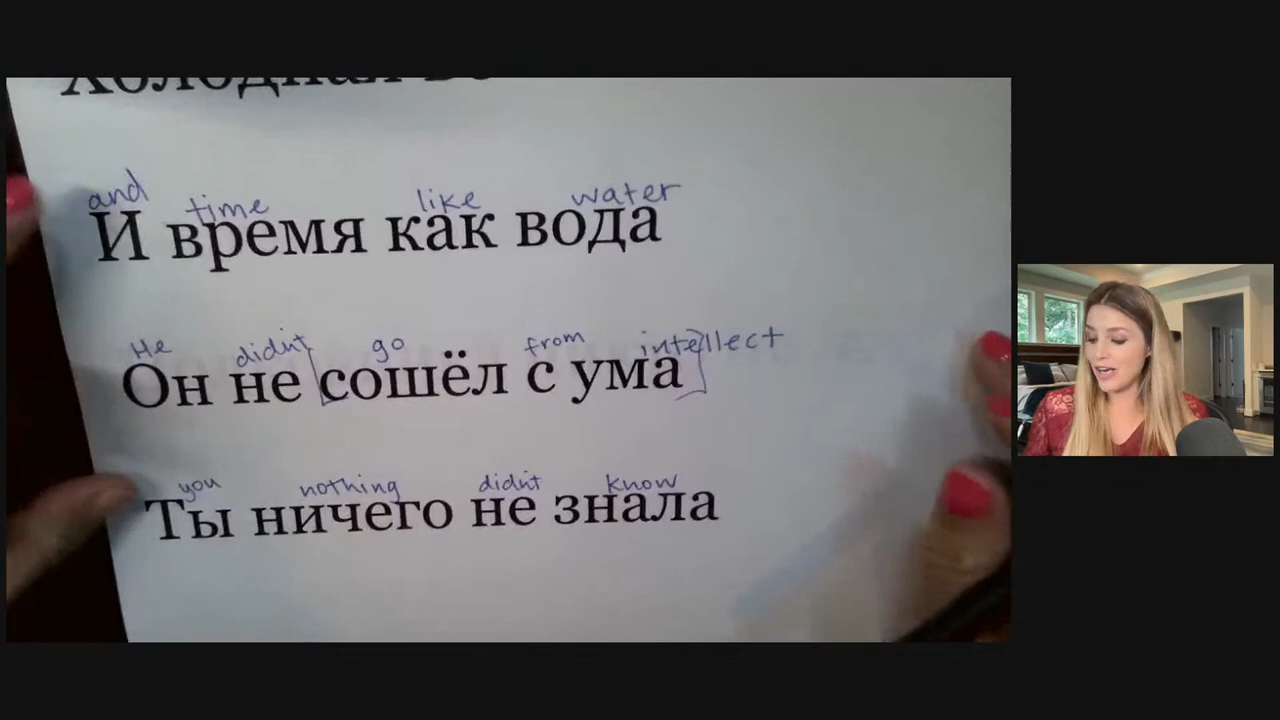 Холодная
and time like water
И время как вода
He didn't go from intellect
Он не сошёл с ума
you nothing didn't know
Ты ничего не знала